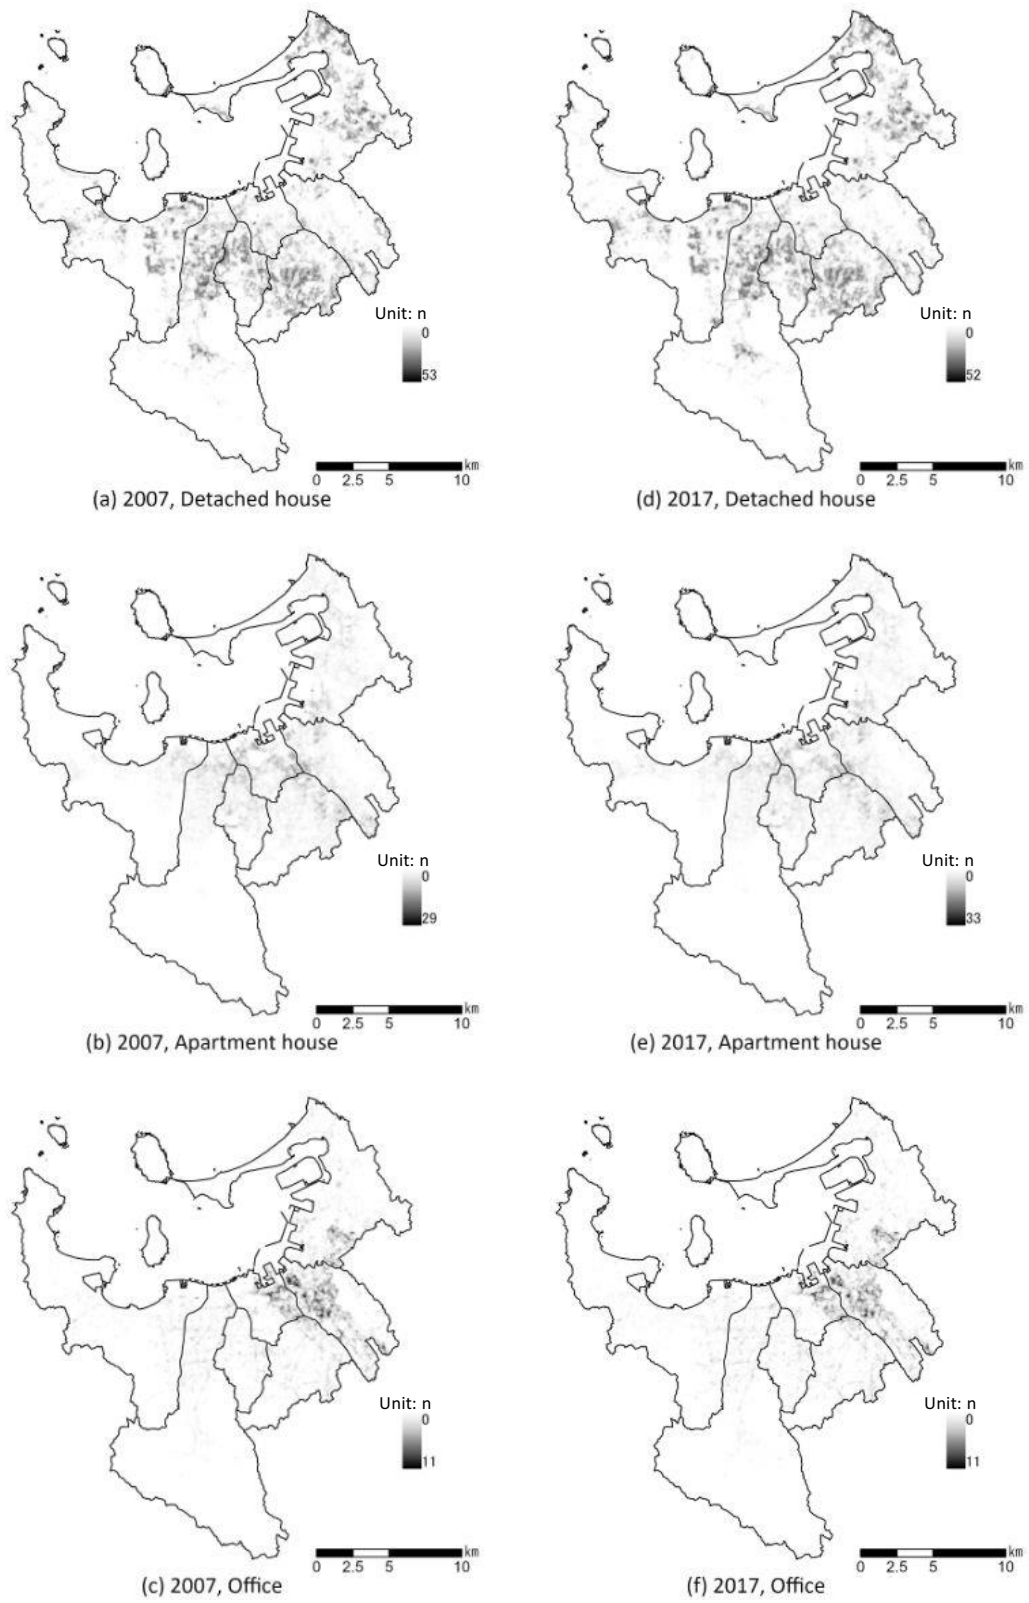 Unit: n
0
53
km
0 2.5 5 10
(a) 2007, Detached house
Unit: n
0
52
km
0 2.5 5 10
(d) 2017, Detached house
Unit: n
0
29
km
0 2.5 5 10
(b) 2007, Apartment house
Unit: n
0
33
km
0 2.5 5 10
(e) 2017, Apartment house
Unit: n
0
11
km
0 2.5 5 10
(c) 2007, Office
Unit: n
0
11
km
0 2.5 5 10
(f) 2017, Office